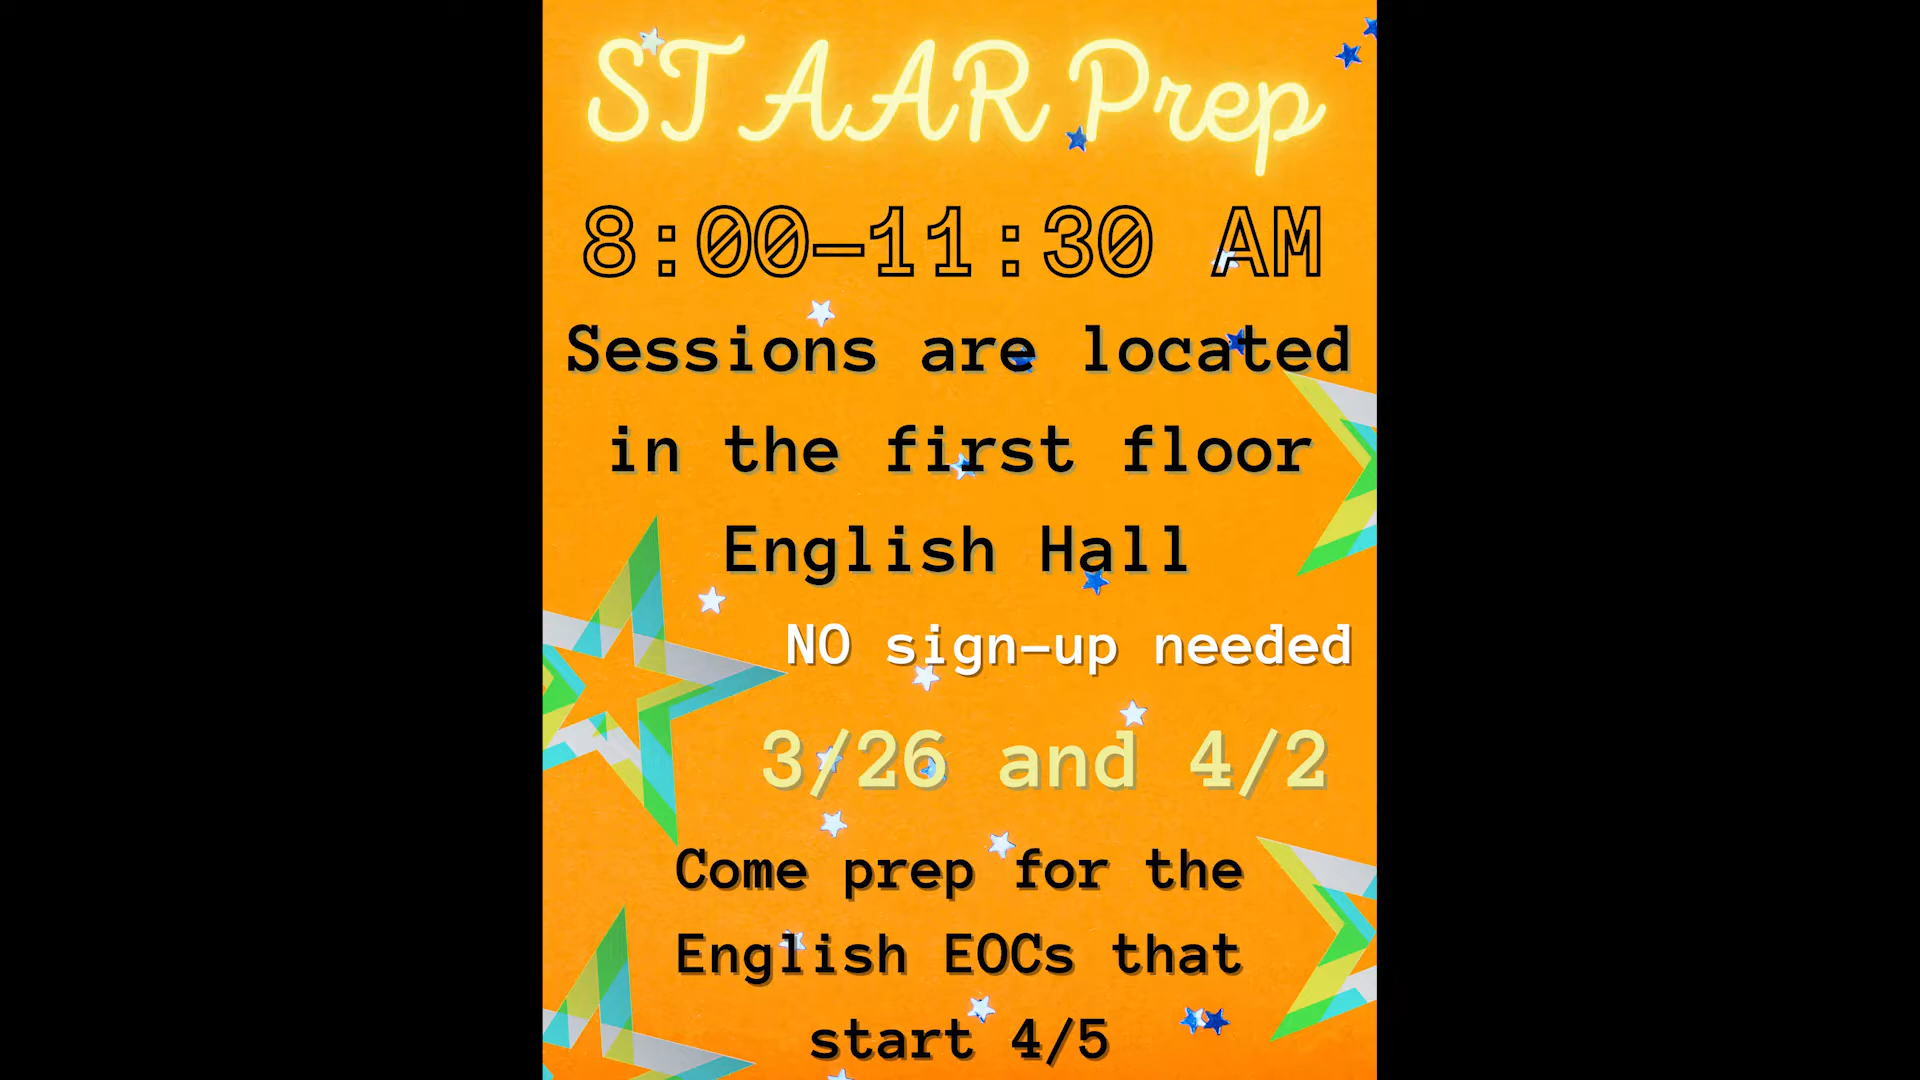 STAAR Prep
8:00-11:30 AM
Sessions are located
in the first floor
English Hall
NO sign-up needed
3/26 and 4/2
Come prep for the
English EOCs that
start 4/5